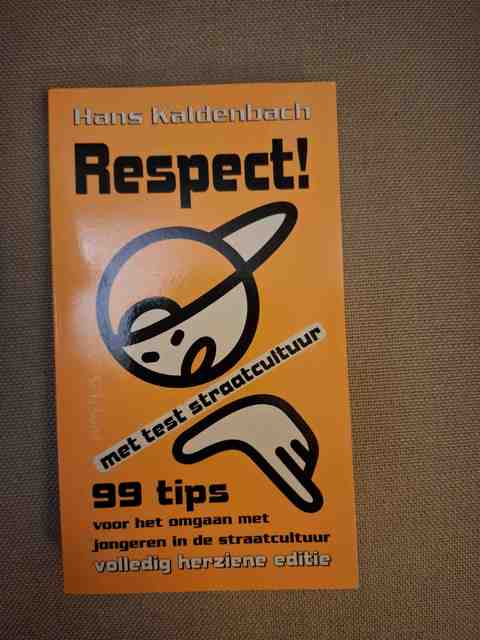 Hans Kaldenbach
Respect!
met test straatcultuur
99 tips
voor het omgaan met
jongeren in de straatcultuur
volledig herziene editie